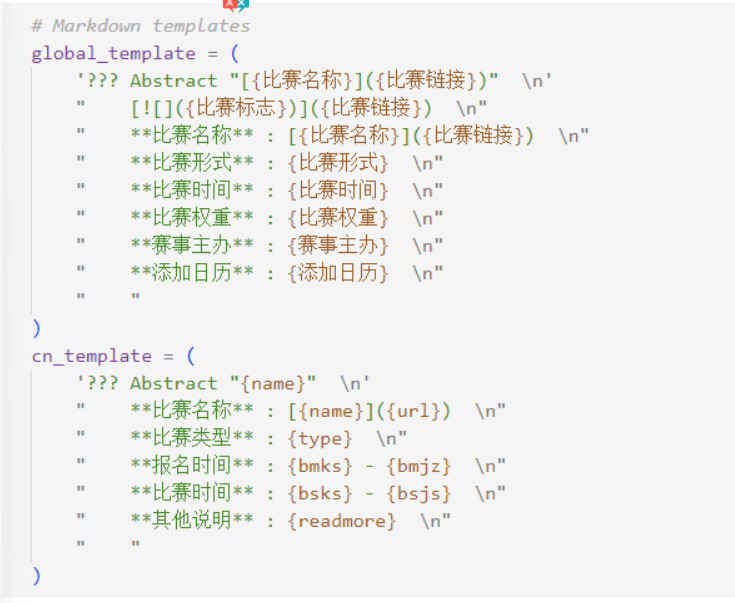 # Markdown templates
global_template = (
    '??? Abstract "[{比赛名称}]({比赛链接})"  \n'
    "    [![]({比赛标志})]({比赛链接})  \n"
    "    **比赛名称** : [{比赛名称}]({比赛链接})  \n"
    "    **比赛形式** : {比赛形式}  \n"
    "    **比赛时间** : {比赛时间}  \n"
    "    **比赛权重** : {比赛权重}  \n"
    "    **赛事主办** : {赛事主办}  \n"
    "    **添加日历** : {添加日历}  \n"
    "    "
)
cn_template = (
    '??? Abstract "{name}"  \n'
    "    **比赛名称** : [{name}]({url})  \n"
    "    **比赛类型** : {type}  \n"
    "    **报名时间** : {bmks} - {bmjz}  \n"
    "    **比赛时间** : {bsks} - {bsjs}  \n"
    "    **其他说明** : {readmore}  \n"
    "    "
)